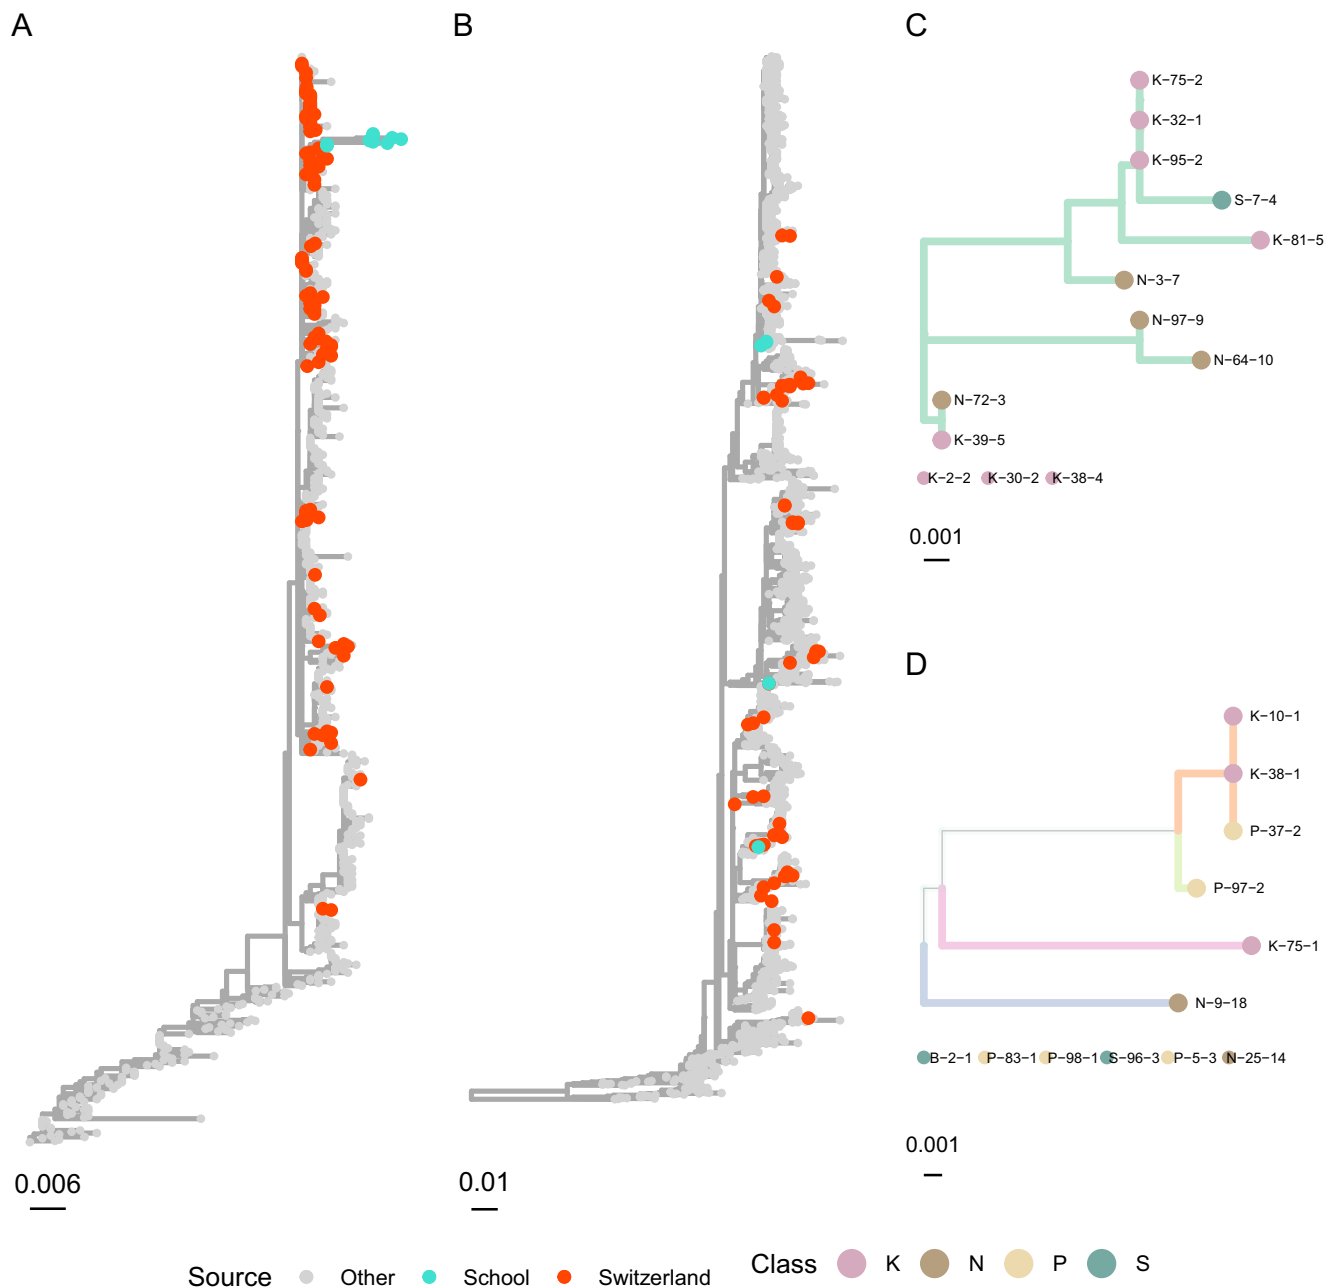 A
B
C
K−75−2
K−32−1
K−95−2
S−7−4
K−81−5
N−3−7
N−97−9
N−64−10
N−72−3
K−39−5
K−2−2 K−30−2 K−38−4
0.001
D
K−10−1
K−38−1
P−37−2
P−97−2
K−75−1
N−9−18
B−2−1 P−83−1 P−98−1 S−96−3 P−5−3 N−25−14
0.001
0.006
0.01
Source Other School Switzerland
Class K N P S